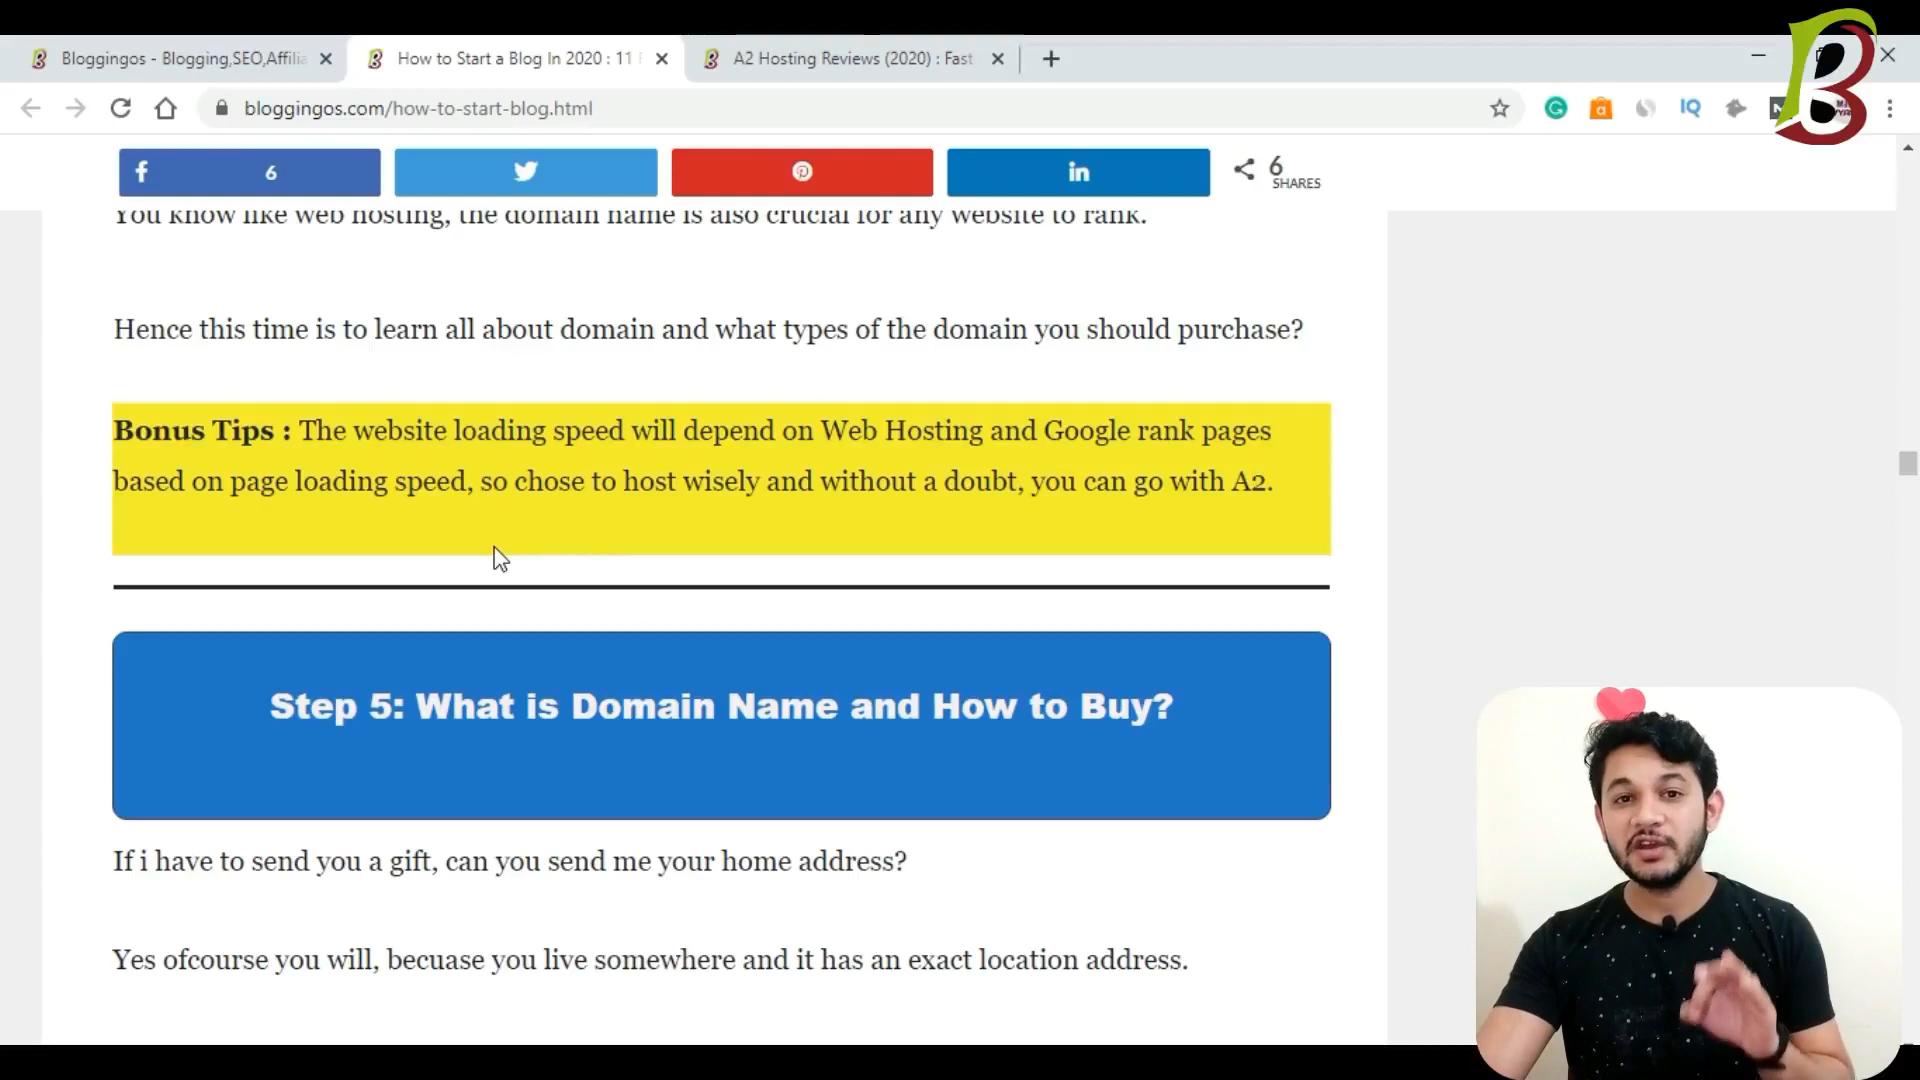 Bloggingos - Blogging,SEO,Affilia
How to Start a Blog In 2020 : 11
A2 Hosting Reviews (2020) : Fast
bloggingos.com/how-to-start-blog.html
6
6
SHARES
You know like web hosting, the domain name is also crucial for any website to rank.
Hence this time is to learn all about domain and what types of the domain you should purchase?
Bonus Tips : The website loading speed will depend on Web Hosting and Google rank pages
based on page loading speed, so chose to host wisely and without a doubt, you can go with A2.
Step 5: What is Domain Name and How to Buy?
If i have to send you a gift, can you send me your home address?
Yes ofcourse you will, becuase you live somewhere and it has an exact location address.